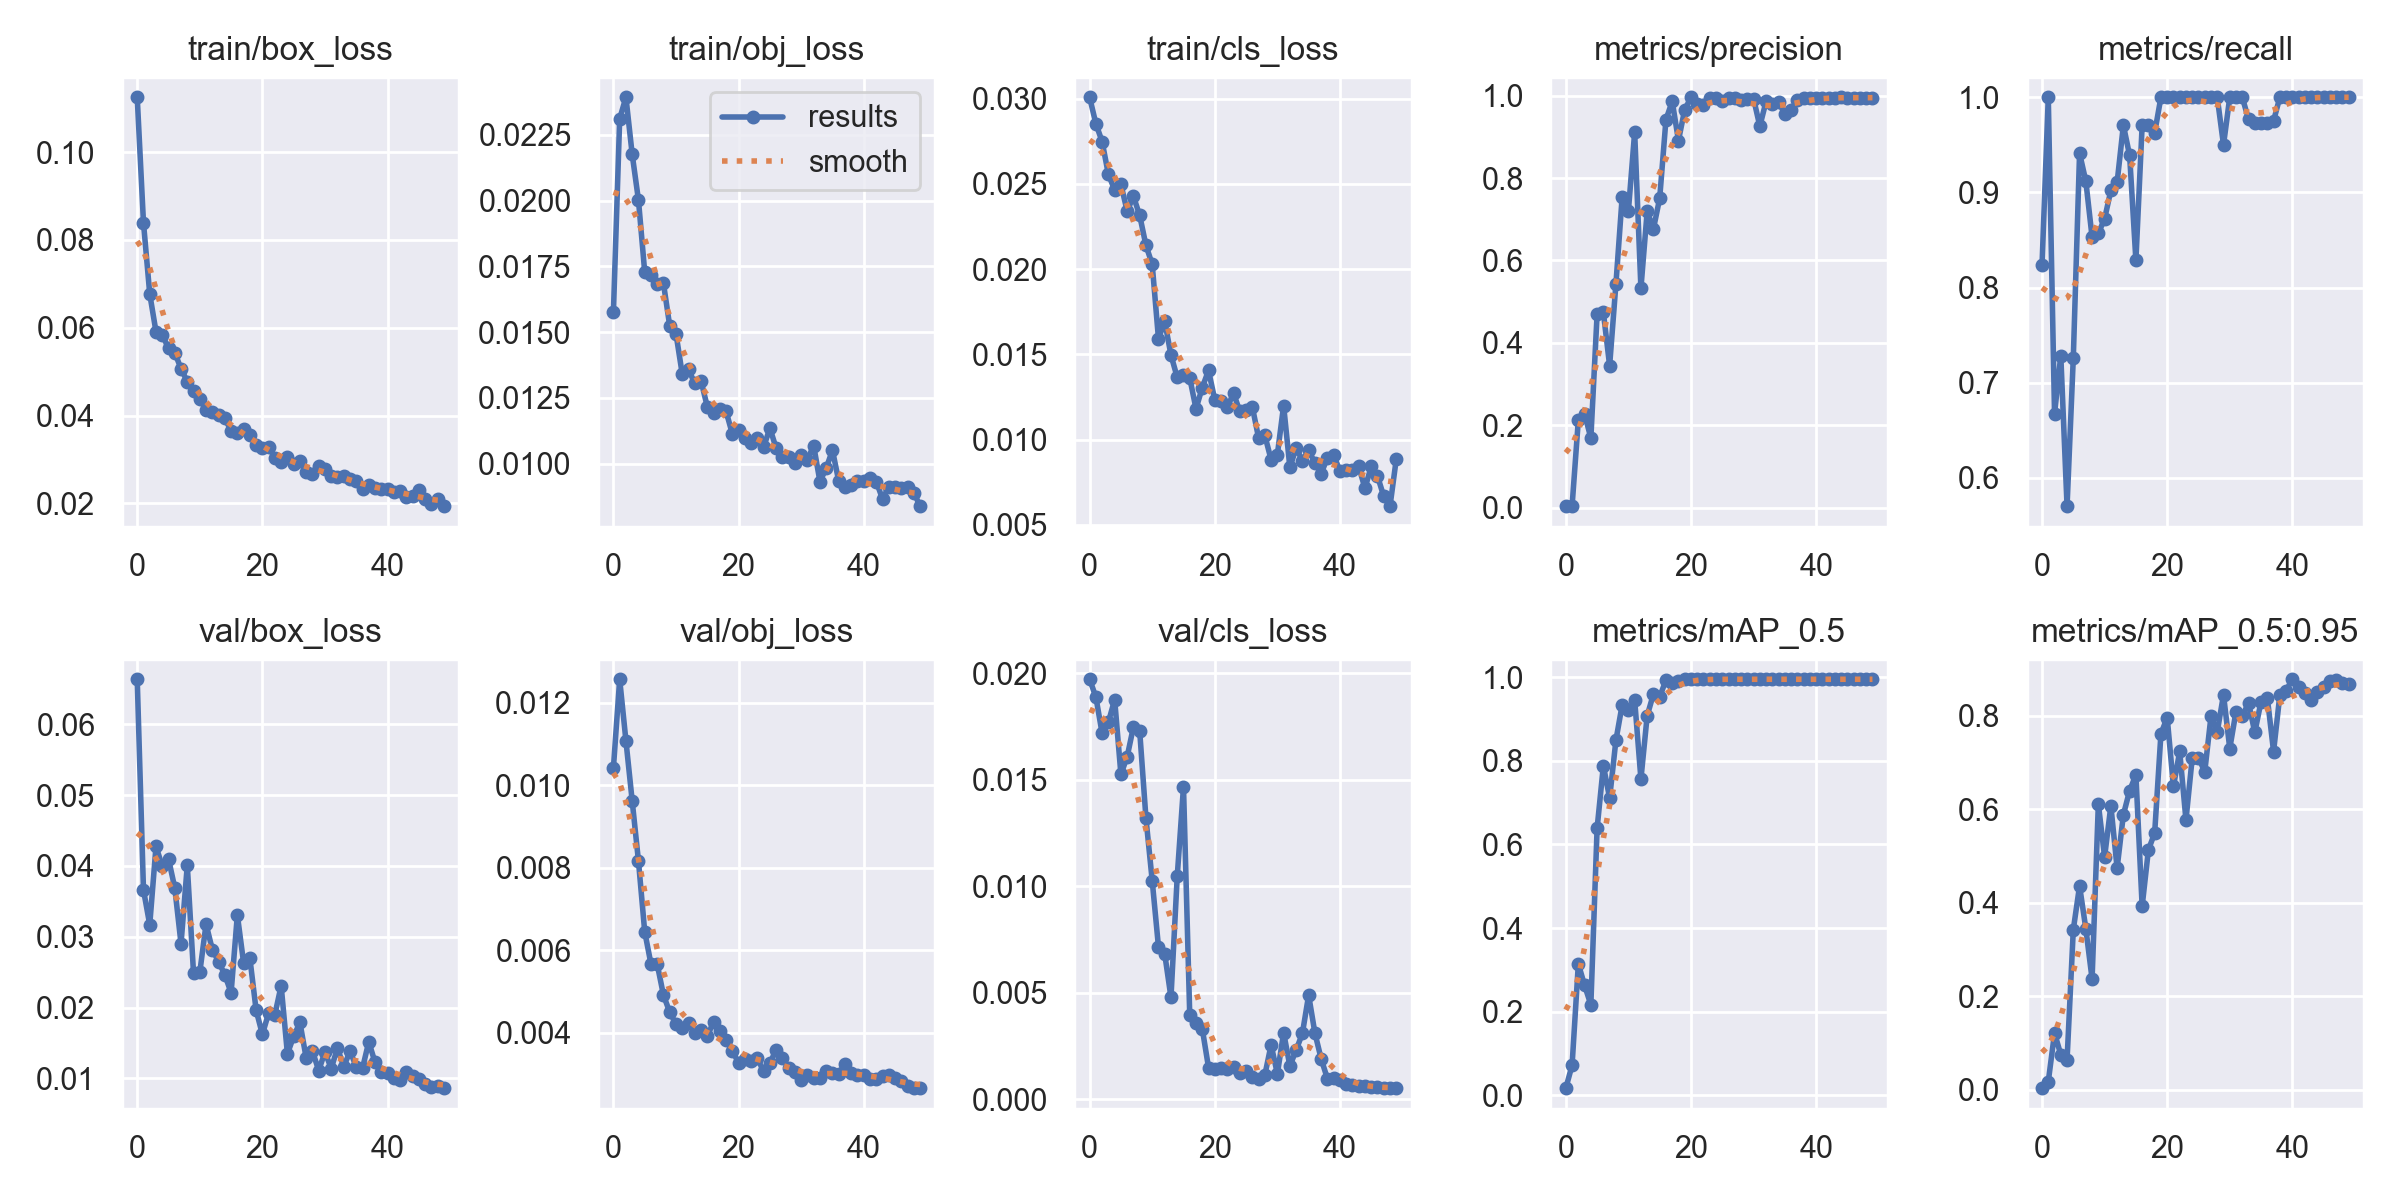 train/box_loss
0.10
0.08
0.06
0.04
0.02
0 20 40
train/obj_loss
results
smooth
0.0225
0.0200
0.0175
0.0150
0.0125
0.0100
0 20 40
train/cls_loss
0.030
0.025
0.020
0.015
0.010
0.005
0 20 40
metrics/precision
1.0
0.8
0.6
0.4
0.2
0.0
0 20 40
metrics/recall
1.0
0.9
0.8
0.7
0.6
0 20 40
val/box_loss
0.06
0.05
0.04
0.03
0.02
0.01
0 20 40
val/obj_loss
0.012
0.010
0.008
0.006
0.004
0 20 40
val/cls_loss
0.020
0.015
0.010
0.005
0.000
0 20 40
metrics/mAP_0.5
1.0
0.8
0.6
0.4
0.2
0.0
0 20 40
metrics/mAP_0.5:0.95
0.8
0.6
0.4
0.2
0.0
0 20 40